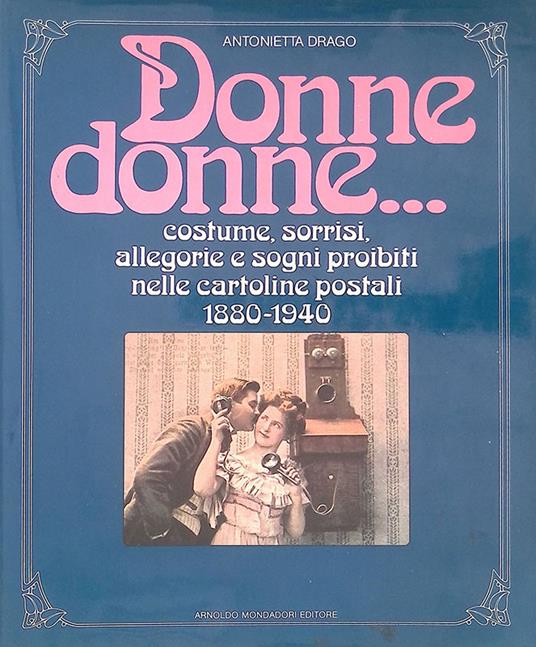 ANTONIETTA DRAGO
Donne
donne...
costume, sorrisi,
allegorie e sogni proibiti
nelle cartoline postali
1880-1940
ARNOLDO MONDADORI EDITORE